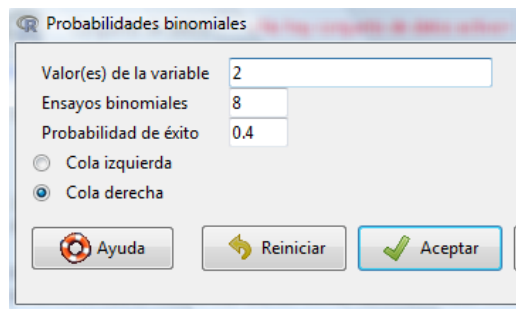 Probabilidades binomiales
Valor(es) de la variable 2
Ensayos binomiales 8
Probabilidad de éxito 0.4
Cola izquierda
Cola derecha
Ayuda Reiniciar Aceptar